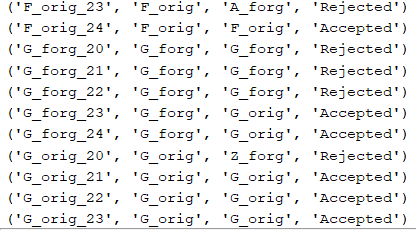 ('F_orig_23', 'F_orig', 'A_forg', 'Rejected')
('F_orig_24', 'F_orig', 'F_orig', 'Accepted')
('G_forg_20', 'G_forg', 'G_forg', 'Rejected')
('G_forg_21', 'G_forg', 'G_forg', 'Rejected')
('G_forg_22', 'G_forg', 'G_forg', 'Rejected')
('G_forg_23', 'G_forg', 'G_orig', 'Accepted')
('G_forg_24', 'G_forg', 'G_orig', 'Accepted')
('G_orig_20', 'G_orig', 'Z_forg', 'Rejected')
('G_orig_21', 'G_orig', 'G_orig', 'Accepted')
('G_orig_22', 'G_orig', 'G_orig', 'Accepted')
('G_orig_23', 'G_orig', 'G_orig', 'Accepted')